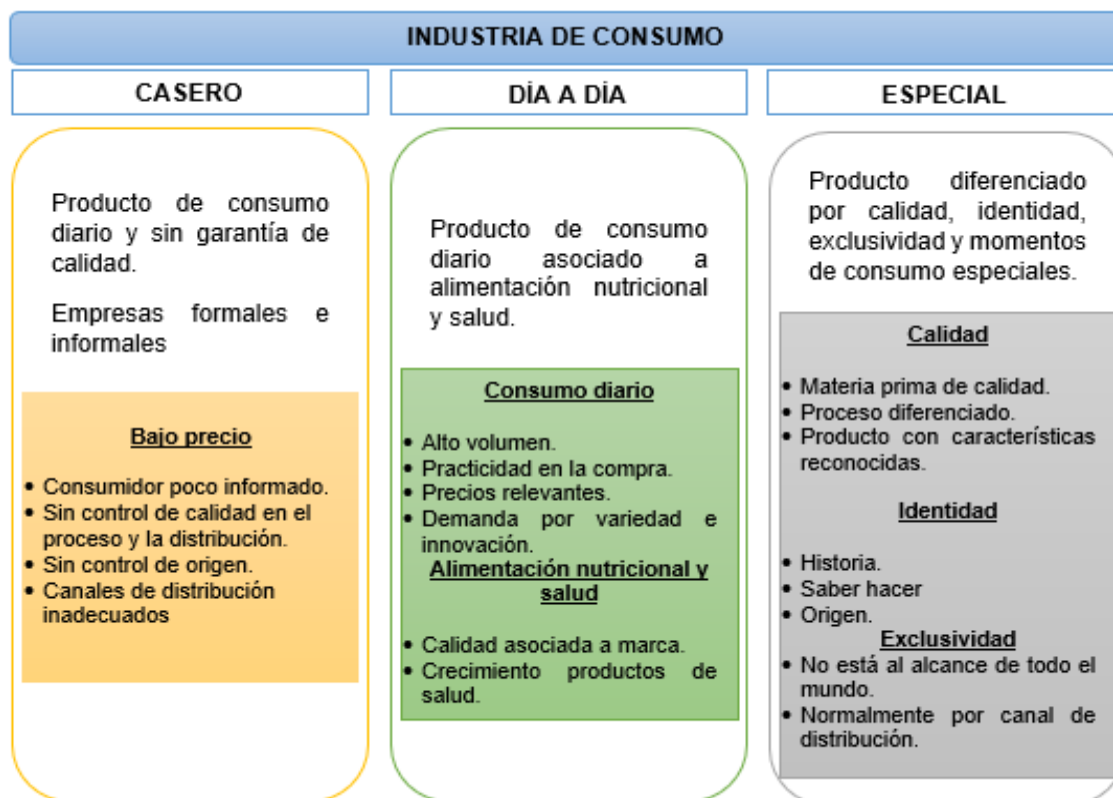 INDUSTRIA DE CONSUMO
CASERO
Producto de consumo
diario y sin garantía de
calidad.
Empresas formales e
informales
Bajo precio
• Consumidor poco informado.
• Sin control de calidad en el
proceso y la distribución.
• Sin control de origen.
• Canales de distribución
inadecuados
DÍA A DÍA
Producto de consumo
diario asociado a
alimentación nutricional
y salud.
Consumo diario
• Alto volumen.
• Practicidad en la compra.
• Precios relevantes.
• Demanda por variedad e
innovación.
Alimentación nutricional y
salud
• Calidad asociada a marca.
• Crecimiento productos de
salud.
ESPECIAL
Producto diferenciado
por calidad, identidad,
exclusividad y momentos
de consumo especiales.
Calidad
• Materia prima de calidad.
• Proceso diferenciado.
• Producto con características
reconocidas.
Identidad
• Historia.
• Saber hacer
• Origen.
Exclusividad
• No está al alcance de todo el
mundo.
• Normalmente por canal de
distribución.